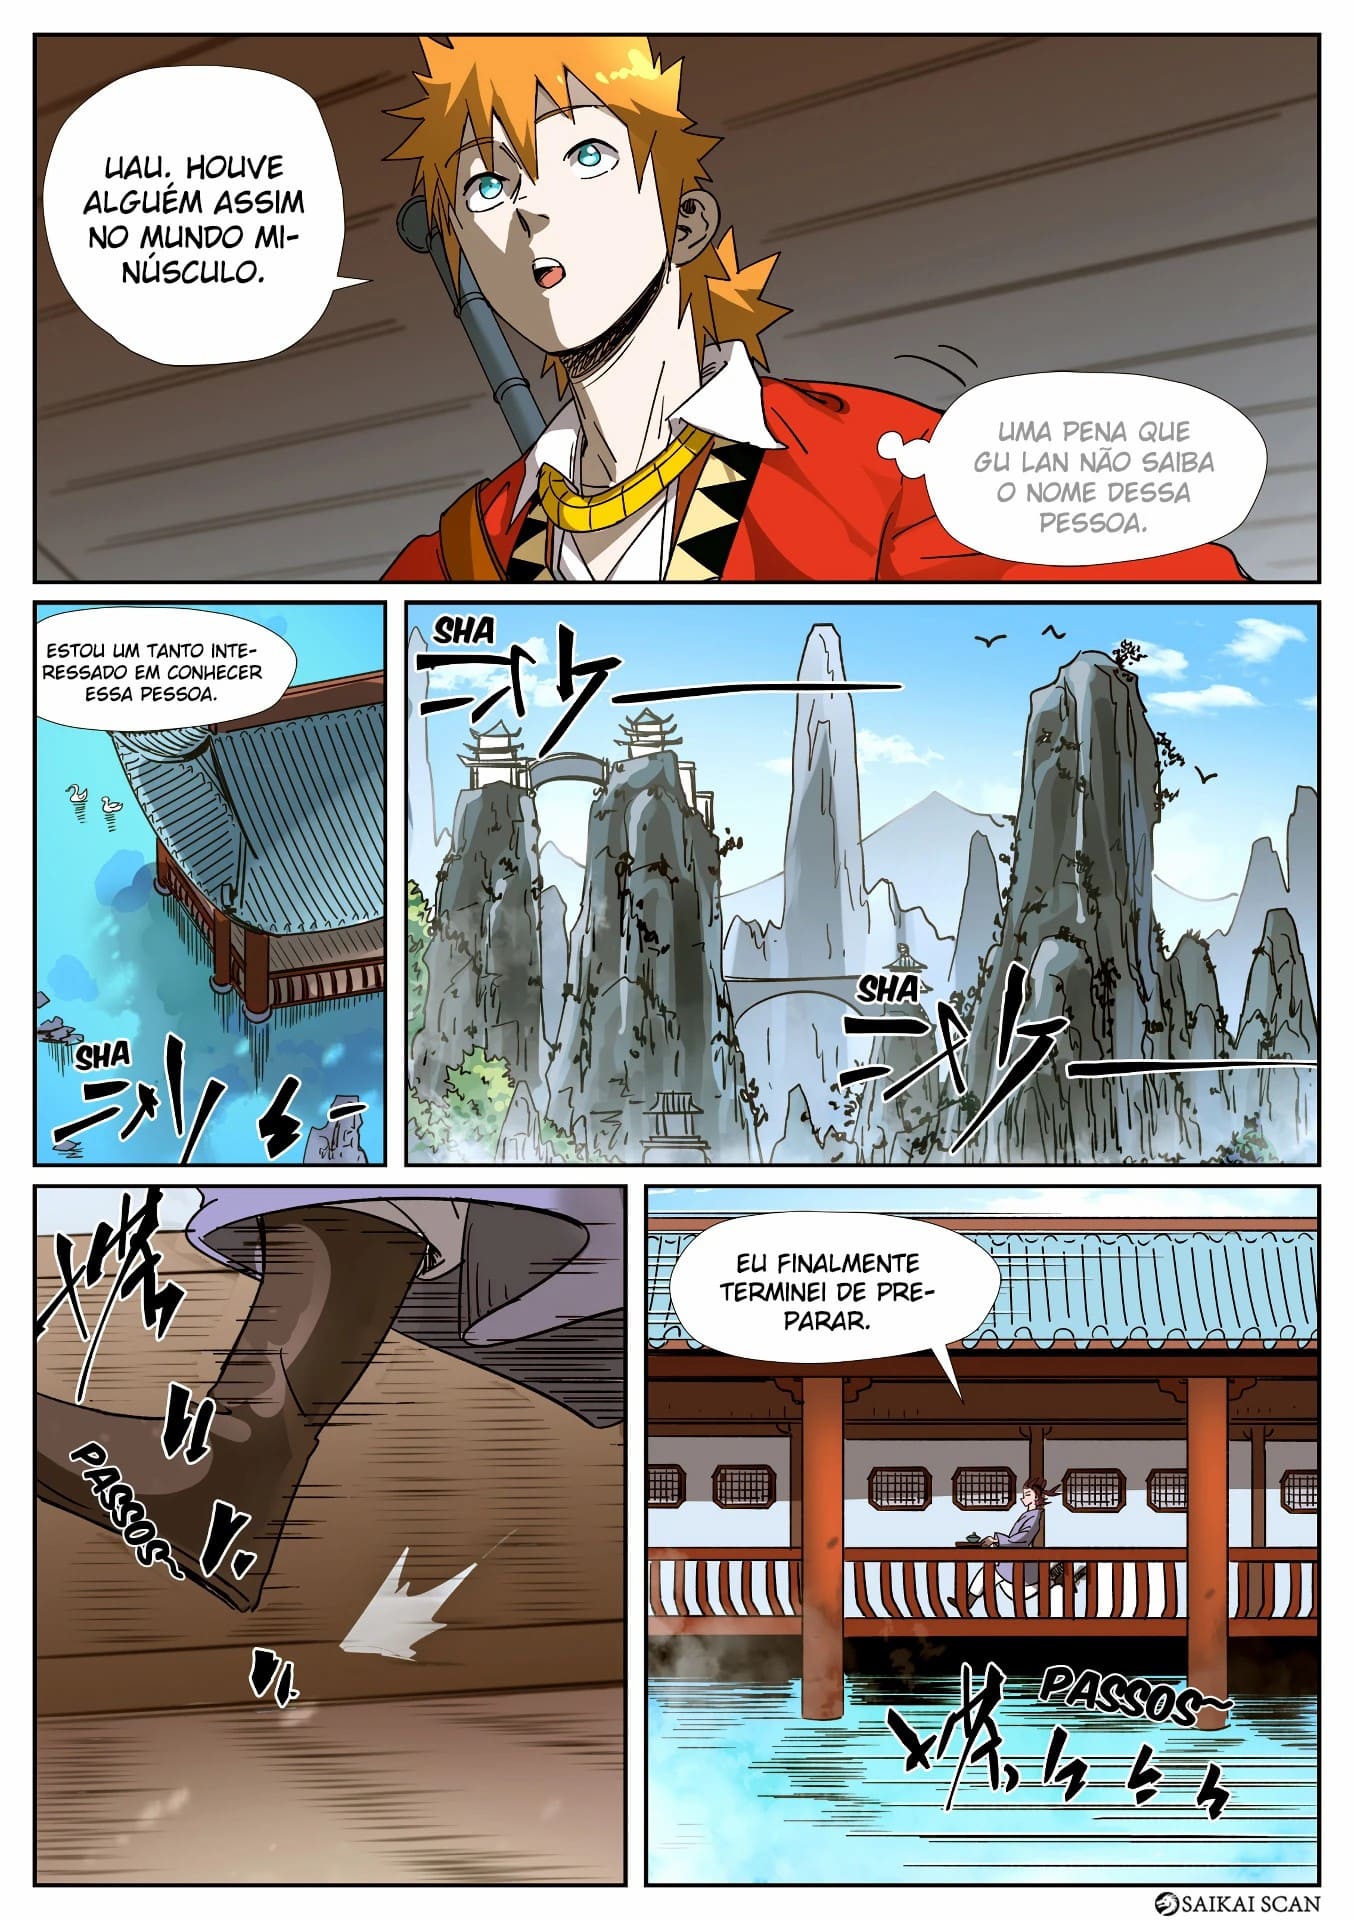 UAU. HOUVE
ALGUÉM ASSIM
NO MUNDO MI-
NÚSCULO.
UMA PENA QUE
GU LAN NÃO SAIBA
O NOME DESSA
PESSOA.
ESTOU UM TANTO INTE-
RESSADO EM CONHECER
ESSA PESSOA.
SHA
SHA
SHA
PASSOS~
EU FINALMENTE
TERMINEI DE PRE-
PARAR.
PASSOS~
SAIKAI SCAN